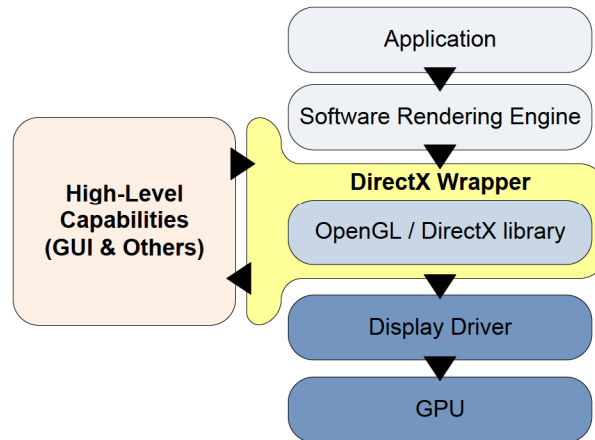 Application
Software Rendering Engine
DirectX Wrapper
OpenGL / DirectX library
High-Level
Capabilities
(GUI & Others)
Display Driver
GPU